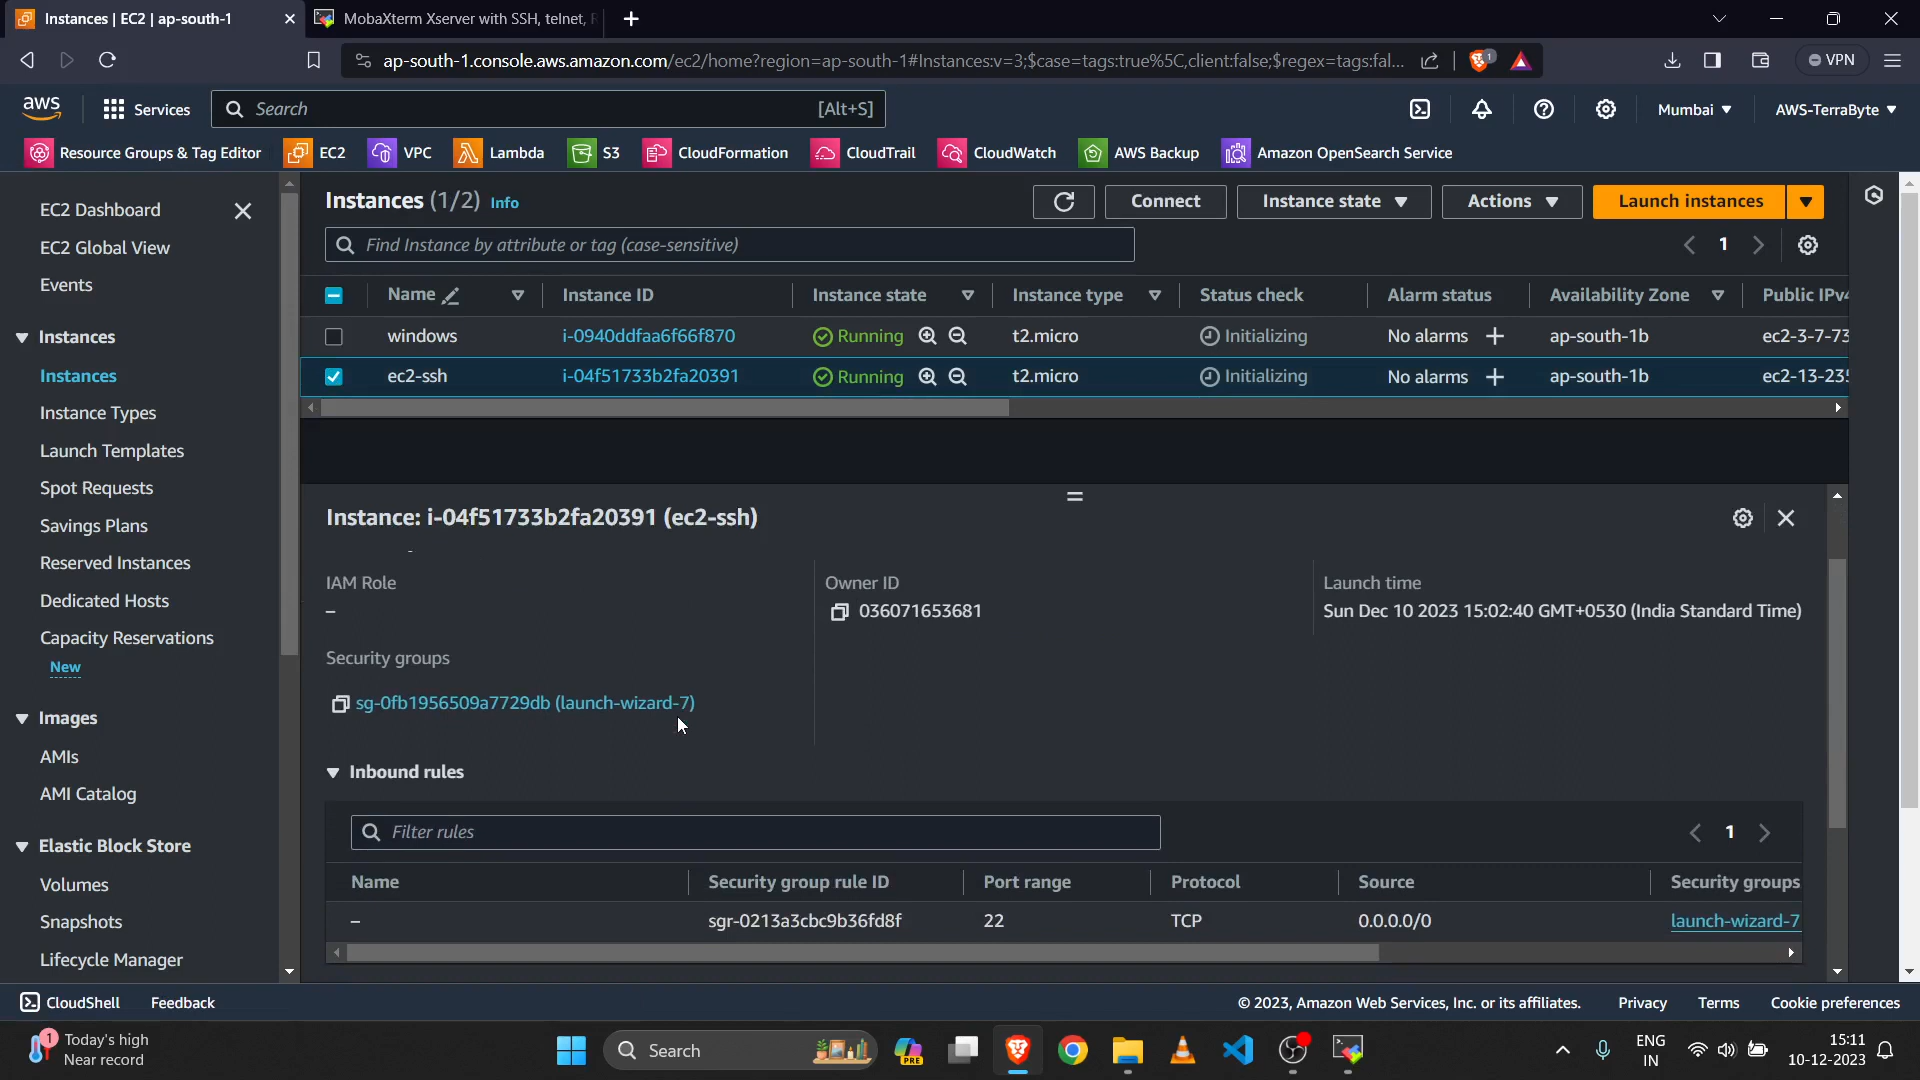 Instances | EC2 | ap-south-1
MobaXterm Xserver with SSH, telnet,
ap-south-1.console.aws.amazon.com/ec2/home?region=ap-south-1#Instances:v=3;$case=tags:true%5C,client:false;$regex=tags:fal...
1
VPN
aws
Services
Search
[Alt+S]
Mumbai
AWS-TerraByte
Resource Groups & Tag Editor
EC2
VPC
Lambda
S3
CloudFormation
CloudTrail
CloudWatch
AWS Backup
Amazon OpenSearch Service
EC2 Dashboard
EC2 Global View
Events
Instances
Instances
Instance Types
Launch Templates
Spot Requests
Savings Plans
Reserved Instances
Dedicated Hosts
Capacity Reservations
New
Images
AMIs
AMI Catalog
Elastic Block Store
Volumes
Snapshots
Lifecycle Manager
Instances (1/2) Info
Connect
Instance state
Actions
Launch instances
Find Instance by attribute or tag (case-sensitive)
1
Name Instance ID Instance state Instance type Status check Alarm status Availability Zone Public IPv4
windows i-0940ddfaa6f66f870 Running t2.micro Initializing No alarms + ap-south-1b ec2-3-7-73
ec2-ssh i-04f51733b2fa20391 Running t2.micro Initializing No alarms + ap-south-1b ec2-13-235
Instance: i-04f51733b2fa20391 (ec2-ssh)
IAM Role
–
Owner ID
036071653681
Launch time
Sun Dec 10 2023 15:02:40 GMT+0530 (India Standard Time)
Security groups
sg-0fb1956509a7729db (launch-wizard-7)
Inbound rules
Filter rules
1
Name Security group rule ID Port range Protocol Source Security groups
– sgr-0213a3cbc9b36fd8f 22 TCP 0.0.0.0/0 launch-wizard-7
CloudShell
Feedback
© 2023, Amazon Web Services, Inc. or its affiliates.
Privacy
Terms
Cookie preferences
1
Today's high
Near record
Search
PRE
ENG
IN
15:11
10-12-2023